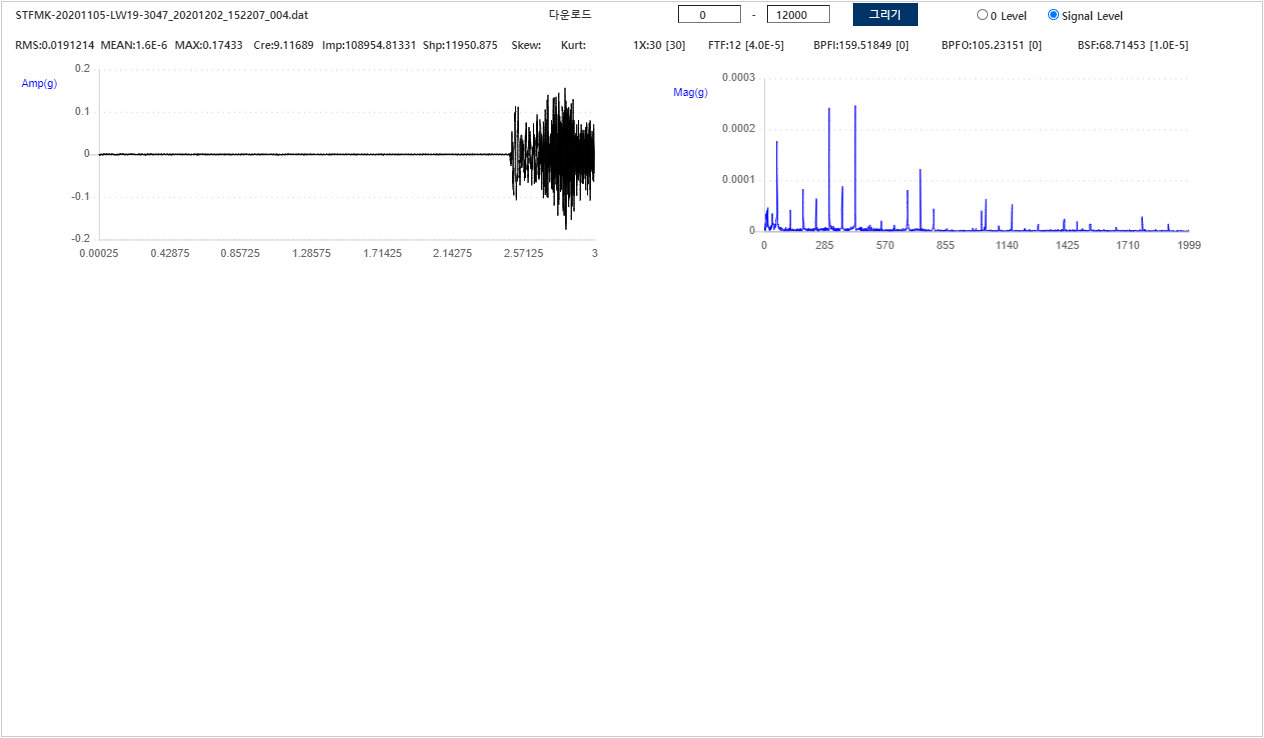 STFMK-20201105-LW19-3047_20201202_152207_004.dat 다운로드 0 - 12000 그리기 0 Level Signal Level
RMS:0.0191214 MEAN:1.6E-6 MAX:0.17433 Cre:9.11689 Imp:108954.81331 Shp:11950.875 Skew: Kurt: 1X:30 [30] FTF:12 [4.0E-5] BPFI:159.51849 [0] BPFO:105.23151 [0] BSF:68.71453 [1.0E-5]
Amp(g)
0.2
0.1
0
-0.1
-0.2
0.00025 0.42875 0.85725 1.28575 1.71425 2.14275 2.57125 3
Mag(g)
0.0003
0.0002
0.0001
0
0 285 570 855 1140 1425 1710 1999